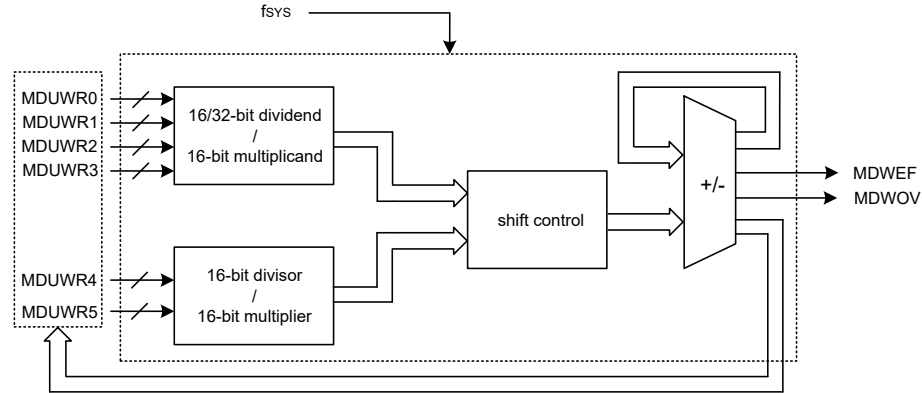 fSYS
MDUWR0
MDUWR1
MDUWR2
MDUWR3
16/32-bit dividend
/
16-bit multiplicand
shift control
+/-
MDWEF
MDWOV
MDUWR4
MDUWR5
16-bit divisor
/
16-bit multiplier